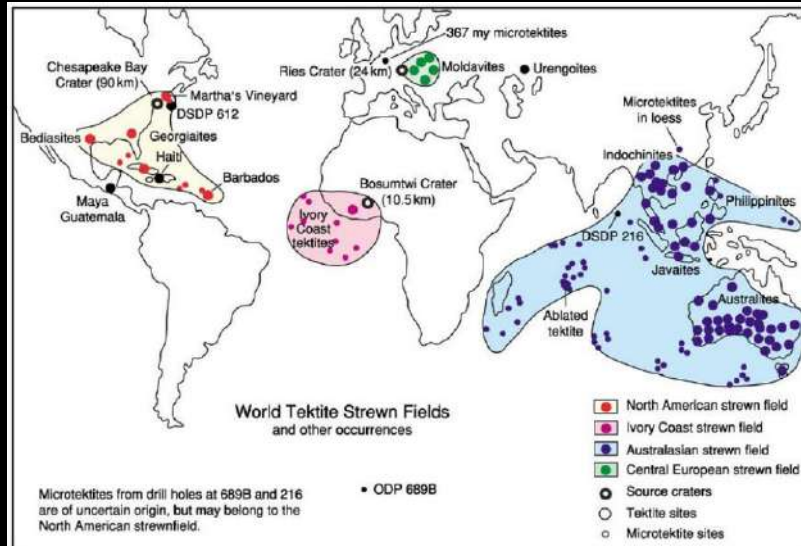 367 my microtektites
Chesapeake Bay
Crater (90 km)
Ries Crater (24 km)
Moldavites
Urengoites
Martha's Vineyard
DSDP 612
Microtektites
in loess
Bediasites
Georgiaites
Indochinites
Haiti
Barbados
Bosumtwi Crater
(10.5 km)
Philippinites
Maya
Guatemala
Ivory
Coast
tektites
DSDP 216
Javaites
Ablated
tektite
Australites
World Tektite Strewn Fields
and other occurrences
North American strewn field
Ivory Coast strewn field
Australasian strewn field
Central European strewn field
Source craters
Tektite sites
Microtektite sites
ODP 689B
Microtektites from drill holes at 689B and 216
are of uncertain origin, but may belong to the
North American strewnfield.